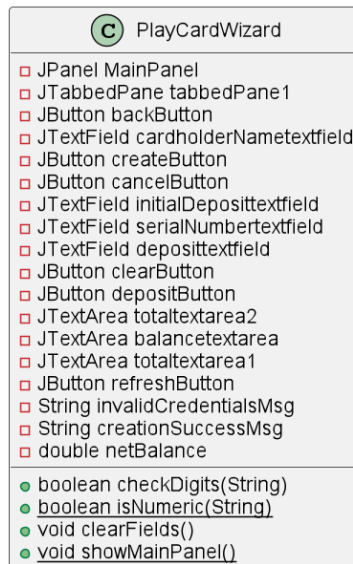 C PlayCardWizard
JPanel MainPanel
JTabbedPane tabbedPane1
JButton backButton
JTextField cardholderNametextfield
JButton createButton
JButton cancelButton
JTextField initialDeposittextfield
JTextField serialNumbertextfield
JTextField deposittextfield
JButton clearButton
JButton depositButton
JTextArea totaltextarea2
JTextArea balancetextarea
JTextArea totaltextarea1
JButton refreshButton
String invalidCredentialsMsg
String creationSuccessMsg
double netBalance
boolean checkDigits(String)
boolean isNumeric(String)
void clearFields()
void showMainPanel()